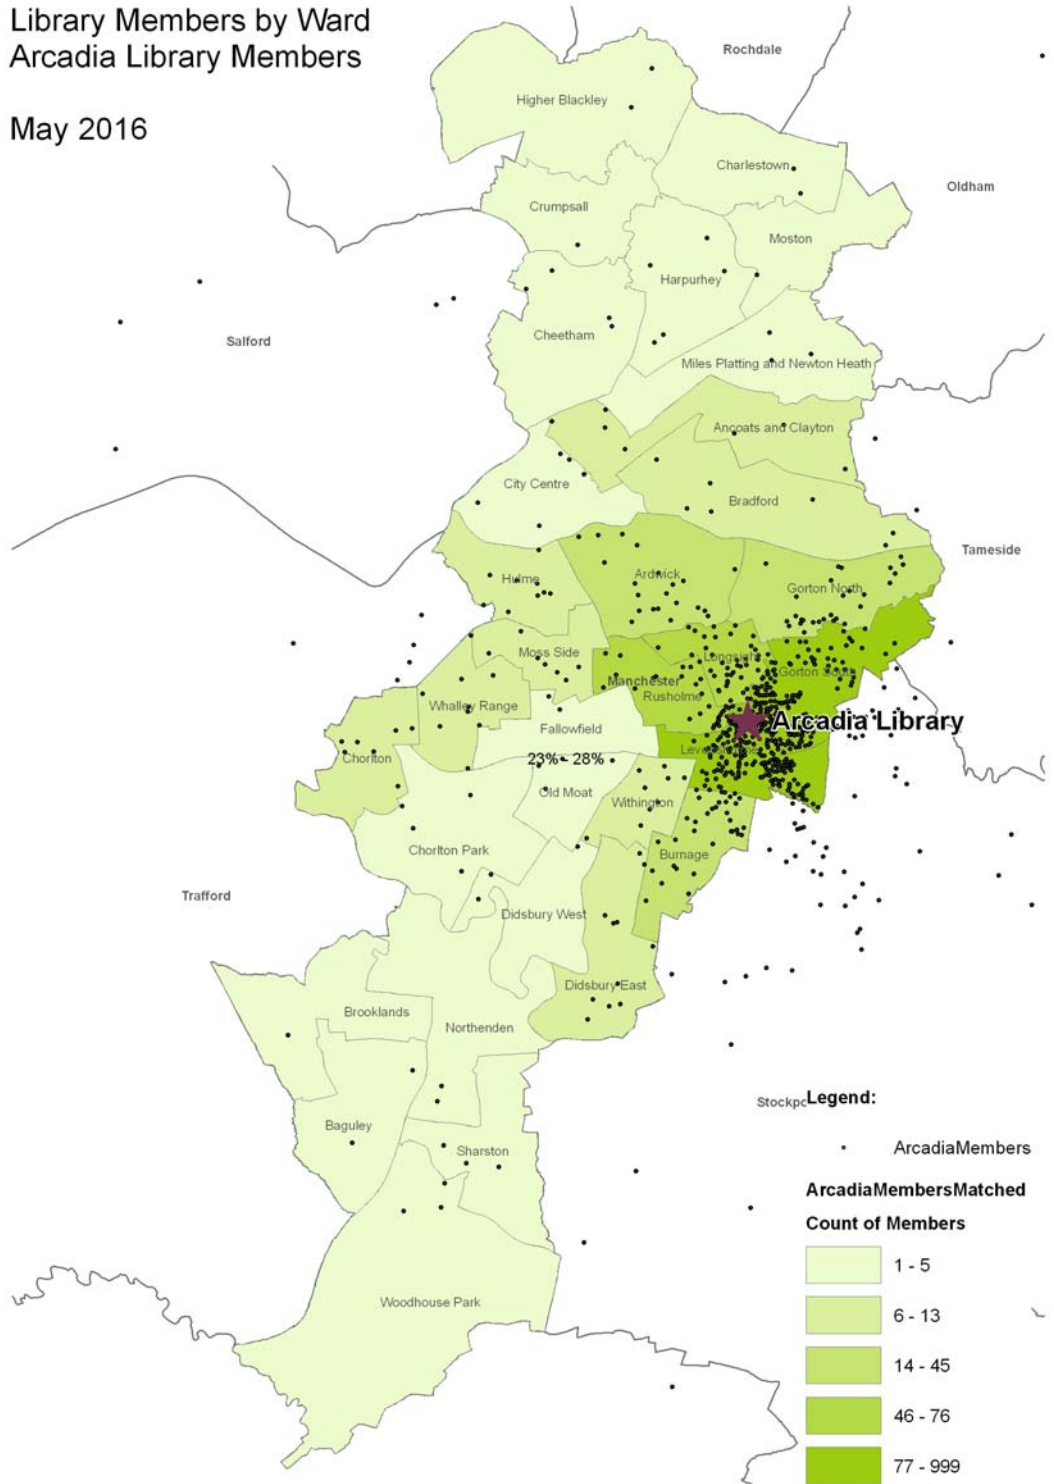 Library Members by Ward
Arcadia Library Members
May 2016
Rochdale
Higher Blackley
Charlestown
Oldham
Crumpsall
Moston
Harpurhey
Salford
Cheetham
Miles Platting and Newton Heath
Ancoats and Clayton
City Centre
Bradford
Tameside
Ardwick
Hulme
Gorton North
Moss Side
Longsight
Gorton South
Manchester
Rusholme
Whalley Range
Fallowfield
Arcadia Library
Chorlton
23% - 28%
Old Moat
Withington
Chorlton Park
Burnage
Trafford
Didsbury West
Didsbury East
Brooklands
Northenden
Stockpo
Legend:
Baguley
ArcadiaMembers
Sharston
ArcadiaMembersMatched
Count of Members
1 - 5
Woodhouse Park
6 - 13
14 - 45
46 - 76
77 - 999